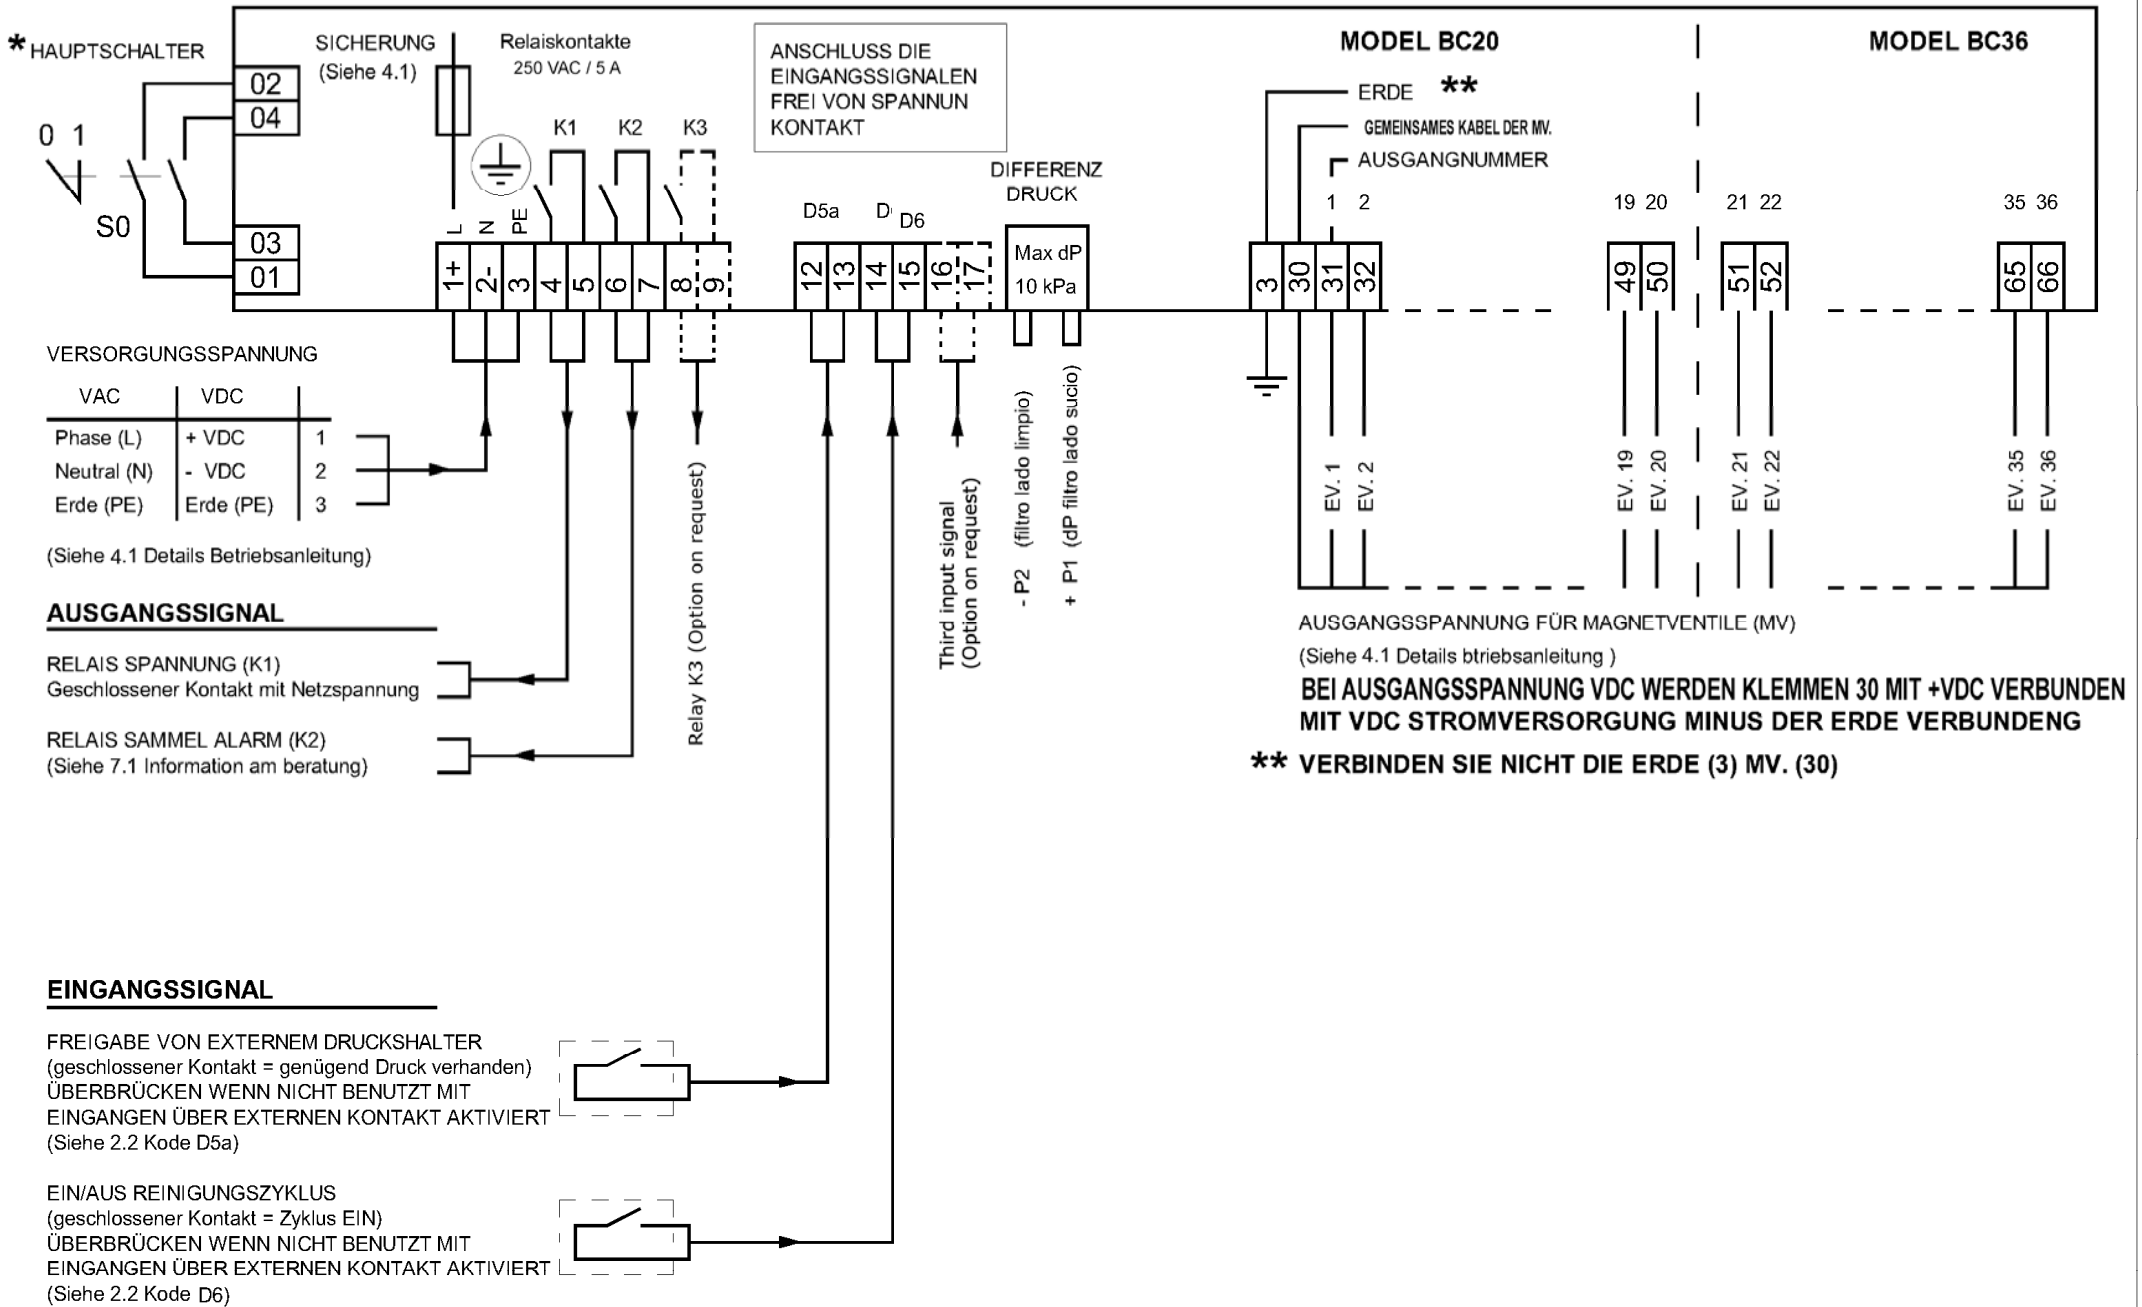 * HAUPTSCHALTER
02
04
03
01
0 1
S0
SICHERUNG
(Siehe 4.1)
Relaiskontakte
250 VAC / 5 A
K1
K2
K3
L
N
PE
1+
2-
3
4
5
6
7
8
9
ANSCHLUSS DIE
EINGANGSSIGNALEN
FREI VON SPANNUN
KONTAKT
D5a
D
D6
12
13
14
15
16
17
DIFFERENZ
DRUCK
Max dP
10 kPa
MODEL BC20
MODEL BC36
ERDE **
GEMEINSAMES KABEL DER MV.
AUSGANGNUMMER
1 2
19 20
21 22
35 36
3
30
31
32
49
50
51
52
65
66
VERSORGUNGSSPANNUNG
VAC VDC
Phase (L) + VDC 1
Neutral (N) - VDC 2
Erde (PE) Erde (PE) 3
(Siehe 4.1 Details Betriebsanleitung)
AUSGANGSSIGNAL
RELAIS SPANNUNG (K1)
Geschlossener Kontakt mit Netzspannung
RELAIS SAMMEL ALARM (K2)
(Siehe 7.1 Information am beratung)
Relay K3 (Option on request)
Third input signal
(Option on request)
- P2 (filtro lado limpio)
+ P1 (dP filtro lado sucio)
EV. 1
EV. 2
EV. 19
EV. 20
EV. 21
EV. 22
EV. 35
EV. 36
AUSGANGSSPANNUNG FÜR MAGNETVENTILE (MV)
(Siehe 4.1 Details btriebsanleitung )
BEI AUSGANGSSPANNUNG VDC WERDEN KLEMMEN 30 MIT +VDC VERBUNDEN
MIT VDC STROMVERSORGUNG MINUS DER ERDE VERBUNDENG
** VERBINDEN SIE NICHT DIE ERDE (3) MV. (30)
EINGANGSSIGNAL
FREIGABE VON EXTERNEM DRUCKSHALTER
(geschlossener Kontakt = genügend Druck verhanden)
ÜBERBRÜCKEN WENN NICHT BENUTZT MIT
EINGANGEN ÜBER EXTERNEN KONTAKT AKTIVIERT
(Siehe 2.2 Kode D5a)
EIN/AUS REINIGUNGSZYKLUS
(geschlossener Kontakt = Zyklus EIN)
ÜBERBRÜCKEN WENN NICHT BENUTZT MIT
EINGANGEN ÜBER EXTERNEN KONTAKT AKTIVIERT
(Siehe 2.2 Kode D6)